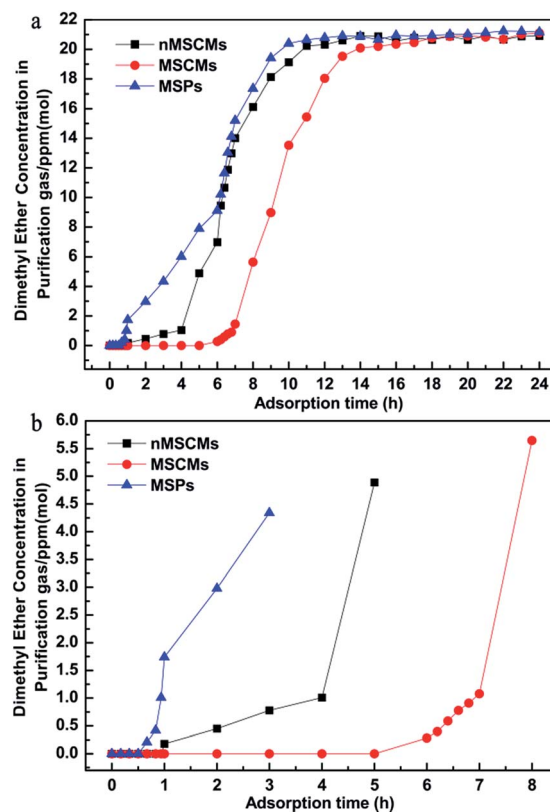 a
22
20
18
16
14
12
10
8
6
4
2
0
nMSCMs
MSCMs
MSPs
Dimethyl Ether Concentration in
Purification gas/ppm(mol)
0 2 4 6 8 10 12 14 16 18 20 22 24
Adsorption time (h)
b
6.0
5.5
5.0
4.5
4.0
3.5
3.0
2.5
2.0
1.5
1.0
0.5
0.0
nMSCMs
MSCMs
MSPs
Dimethyl Ether Concentration in
Purification gas/ppm(mol)
0 1 2 3 4 5 6 7 8
Adsorption time (h)